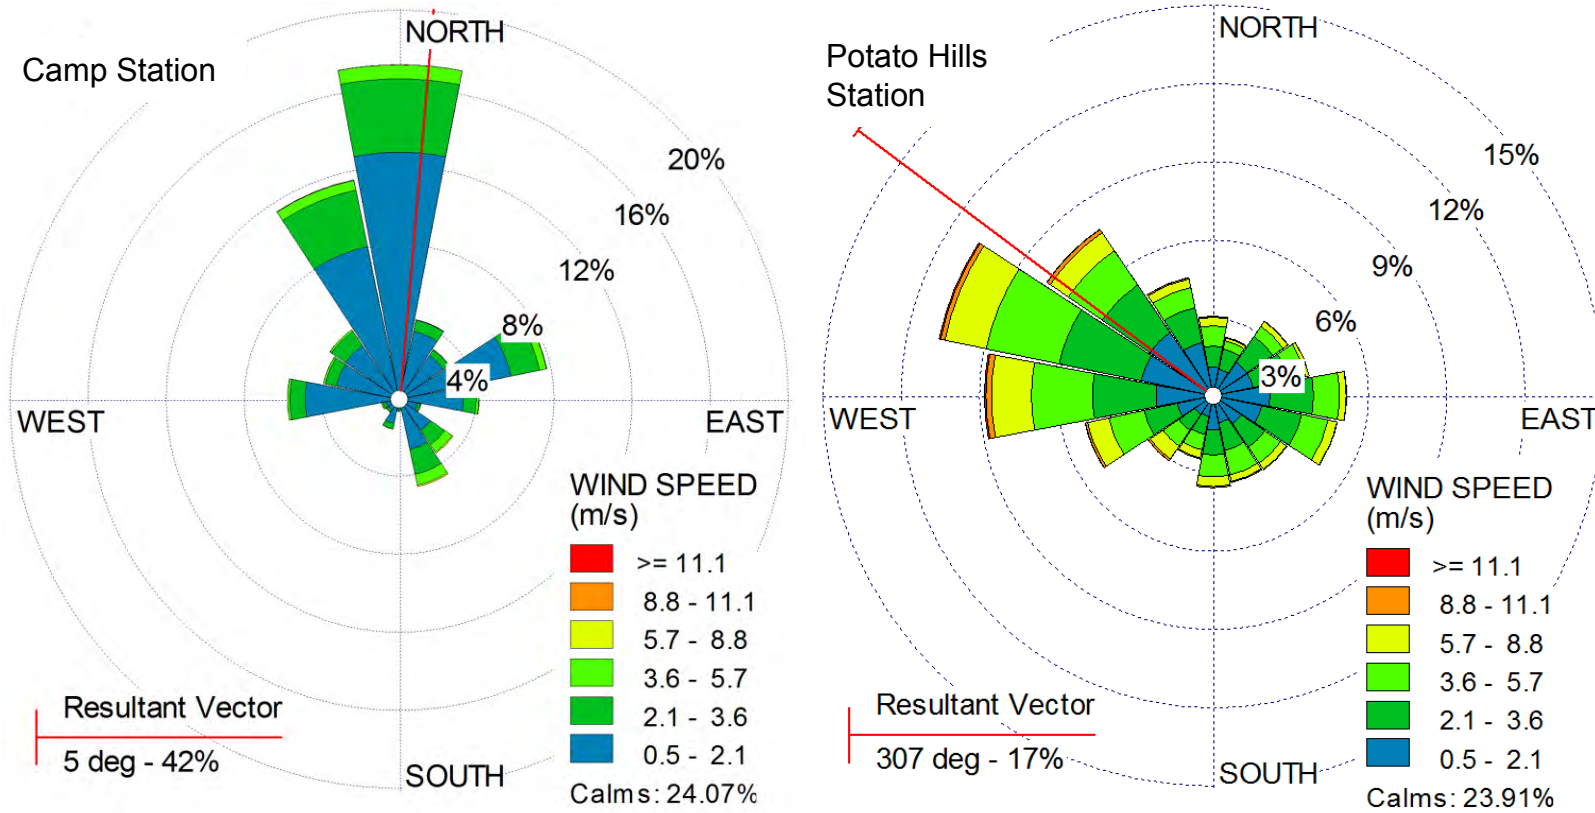 Camp Station
NORTH
20%
16%
12%
8%
4%
WEST
EAST
SOUTH
WIND SPEED
(m/s)
>= 11.1
8.8 - 11.1
5.7 - 8.8
3.6 - 5.7
2.1 - 3.6
0.5 - 2.1
Calms: 24.07%
Resultant Vector
5 deg - 42%
Potato Hills
Station
NORTH
15%
12%
9%
6%
3%
WEST
EAST
SOUTH
WIND SPEED
(m/s)
>= 11.1
8.8 - 11.1
5.7 - 8.8
3.6 - 5.7
2.1 - 3.6
0.5 - 2.1
Calms: 23.91%
Resultant Vector
307 deg - 17%